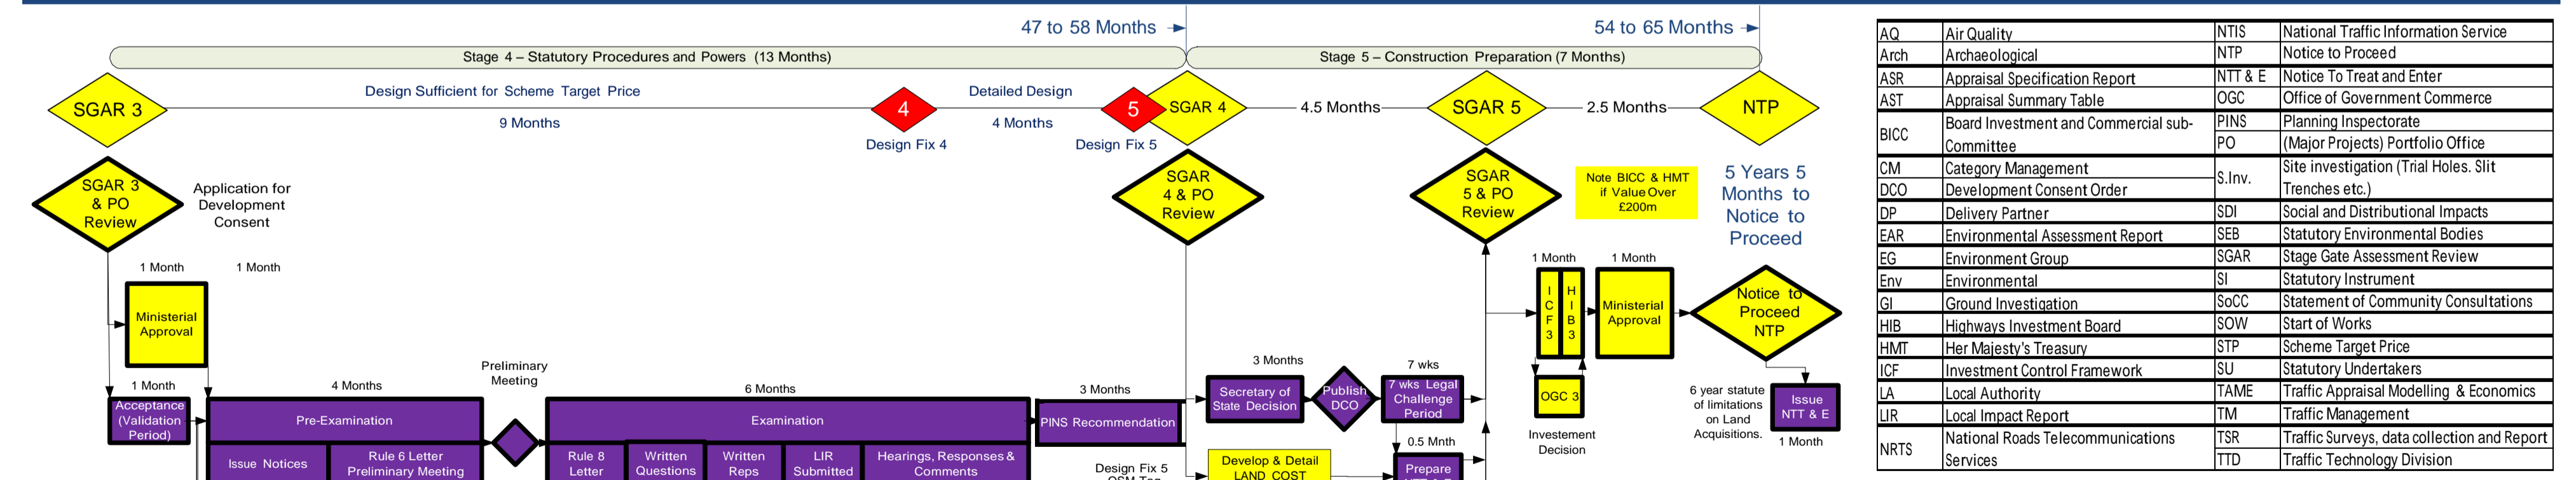 47 to 58 Months
54 to 65 Months
Stage 4 – Statutory Procedures and Powers (13 Months)
Stage 5 – Construction Preparation (7 Months)
SGAR 3
Design Sufficient for Scheme Target Price
9 Months
4
Design Fix 4
Detailed Design
4 Months
5
Design Fix 5
SGAR 4
4.5 Months
SGAR 5
2.5 Months
NTP
SGAR 3
& PO
Review
Application for
Development
Consent
SGAR
4 & PO
Review
SGAR
5 & PO
Review
Note BICC & HMT
if Value Over
£200m
5 Years 5
Months to
Notice to
Proceed
1 Month
1 Month
Ministerial
Approval
1 Month
1 Month
I
C
F
3
H
I
B
3
Ministerial
Approval
Notice to
Proceed
NTP
OGC 3
Investement
Decision
6 year statute
of limitations
on Land
Acquisitions.
Issue
NTT & E
1 Month
1 Month
Acceptance
(Validation
Period)
4 Months
Pre-Examination
Issue Notices
Rule 6 Letter
Preliminary Meeting
Preliminary
Meeting
6 Months
Examination
Rule 8
Letter
Written
Questions
Written
Reps
LIR
Submitted
Hearings, Responses &
Comments
3 Months
PINS Recommendation
3 Months
Secretary of
State Decision
Publish
DCO
7 wks
7 wks Legal
Challenge
Period
0.5 Mnth
Prepare
Design Fix 5
Develop & Detail
LAND COST
AQ Air Quality NTIS National Traffic Information Service
Arch Archaeological NTP Notice to Proceed
ASR Appraisal Specification Report NTT & E Notice To Treat and Enter
AST Appraisal Summary Table OGC Office of Government Commerce
BICC Board Investment and Commercial sub- PINS Planning Inspectorate
Committee PO (Major Projects) Portfolio Office
CM Category Management S.Inv. Site investigation (Trial Holes. Slit
DCO Development Consent Order Trenches etc.)
DP Delivery Partner SDI Social and Distributional Impacts
EAR Environmental Assessment Report SEB Statutory Environmental Bodies
EG Environment Group SGAR Stage Gate Assessment Review
Env Environmental SI Statutory Instrument
GI Ground Investigation SoCC Statement of Community Consultations
HIB Highways Investment Board SOW Start of Works
HMT Her Majesty's Treasury STP Scheme Target Price
ICF Investment Control Framework SU Statutory Undertakers
LA Local Authority TAME Traffic Appraisal Modelling & Economics
LIR Local Impact Report TM Traffic Management
NRTS National Roads Telecommunications TSR Traffic Surveys, data collection and Report
Services TTD Traffic Technology Division